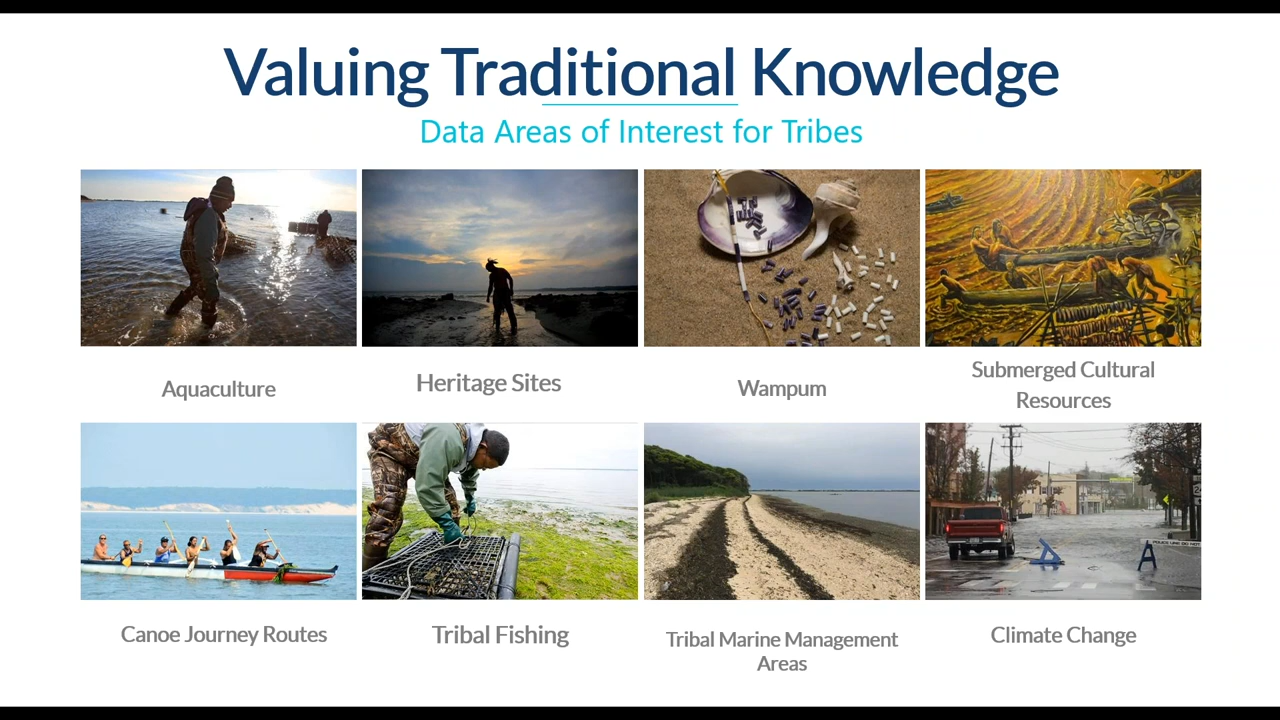 Valuing Traditional Knowledge
Data Areas of Interest for Tribes
Aquaculture
Heritage Sites
Wampum
Submerged Cultural
Resources
Canoe Journey Routes
Tribal Fishing
Tribal Marine Management
Areas
Climate Change